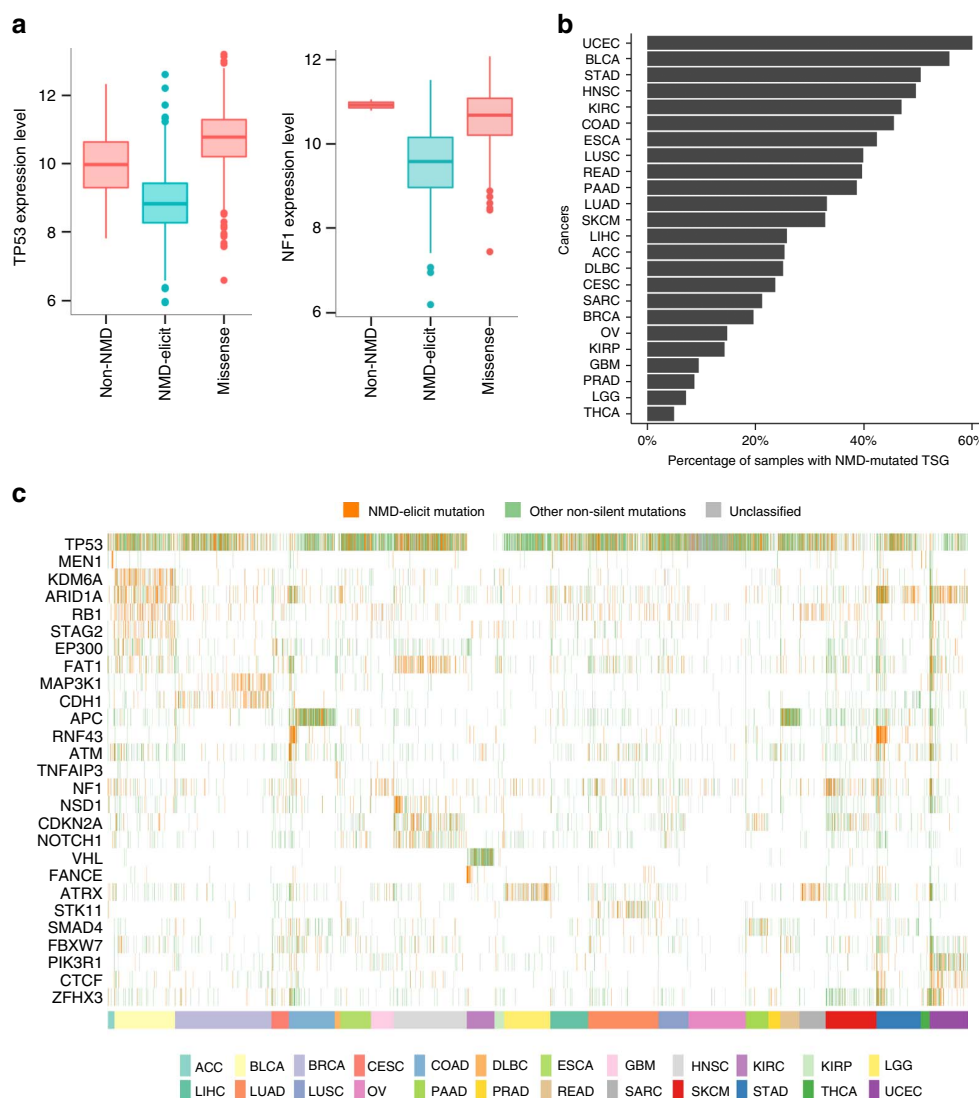 a
TP53 expression level
12
10
8
6
Non-NMD
NMD-elicit
Missense
NF1 expression level
12
10
8
6
Non-NMD
NMD-elicit
Missense
b
Cancers
UCEC
BLCA
STAD
HNSC
KIRC
COAD
ESCA
LUSC
READ
PAAD
LUAD
SKCM
LIHC
ACC
DLBC
CESC
SARC
BRCA
OV
KIRP
GBM
PRAD
LGG
THCA
0% 20% 40% 60%
Percentage of samples with NMD-mutated TSG
c
NMD-elicit mutation Other non-silent mutations Unclassified
TP53
MEN1
KDM6A
ARID1A
RB1
STAG2
EP300
FAT1
MAP3K1
CDH1
APC
RNF43
ATM
TNFAIP3
NF1
NSD1
CDKN2A
NOTCH1
VHL
FANCE
ATRX
STK11
SMAD4
FBXW7
PIK3R1
CTCF
ZFHX3
ACC BLCA BRCA CESC COAD DLBC ESCA GBM HNSC KIRC KIRP LGG
LIHC LUAD LUSC OV PAAD PRAD READ SARC SKCM STAD THCA UCEC